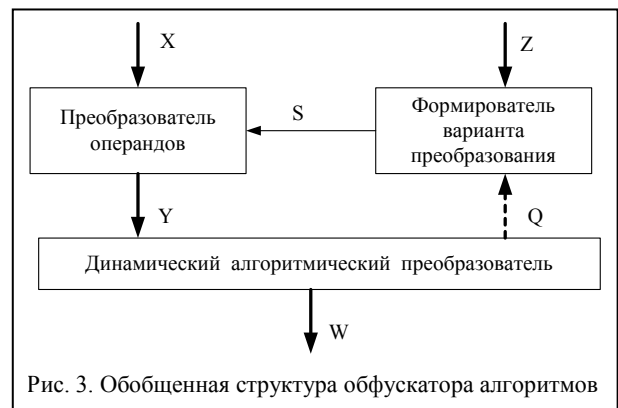 X
Z
Преобразователь
операндов
S
Формирователь
варианта
преобразования
Y
Q
Динамический алгоритмический преобразователь
W
Рис. 3. Обобщенная структура обфускатора алгоритмов